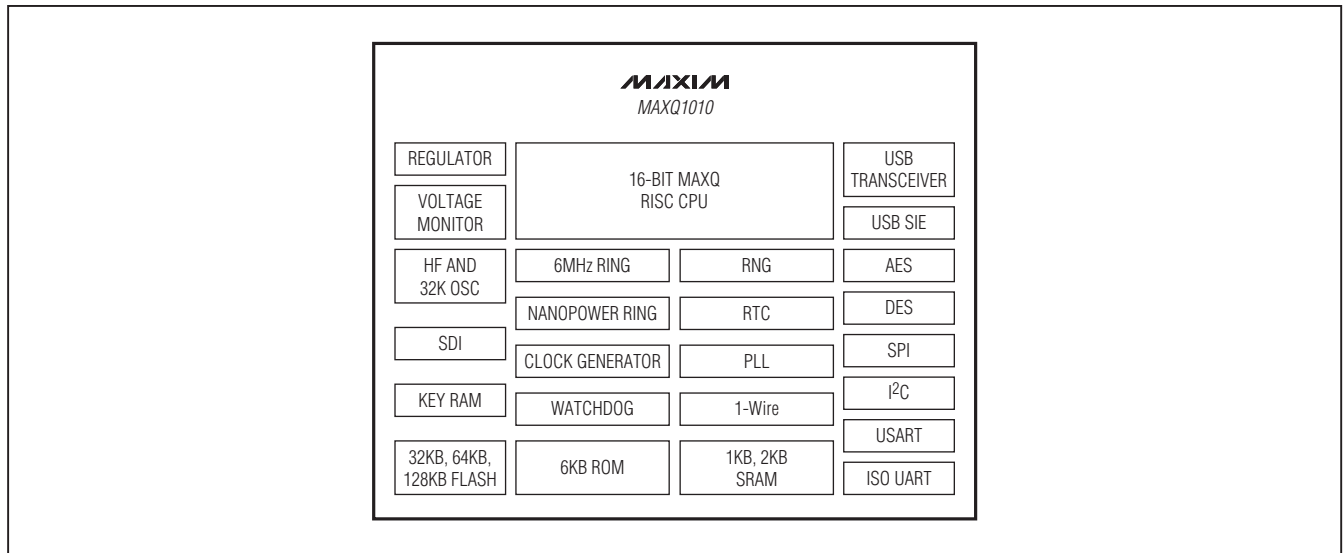 MAXIM
MAXQ1010
REGULATOR
VOLTAGE
MONITOR
HF AND
32K OSC
SDI
KEY RAM
32KB, 64KB,
128KB FLASH
16-BIT MAXQ
RISC CPU
6MHz RING
RNG
NANOPOWER RING
RTC
CLOCK GENERATOR
PLL
WATCHDOG
1-Wire
6KB ROM
1KB, 2KB
SRAM
USB
TRANSCEIVER
USB SIE
AES
DES
SPI
I²C
USART
ISO UART